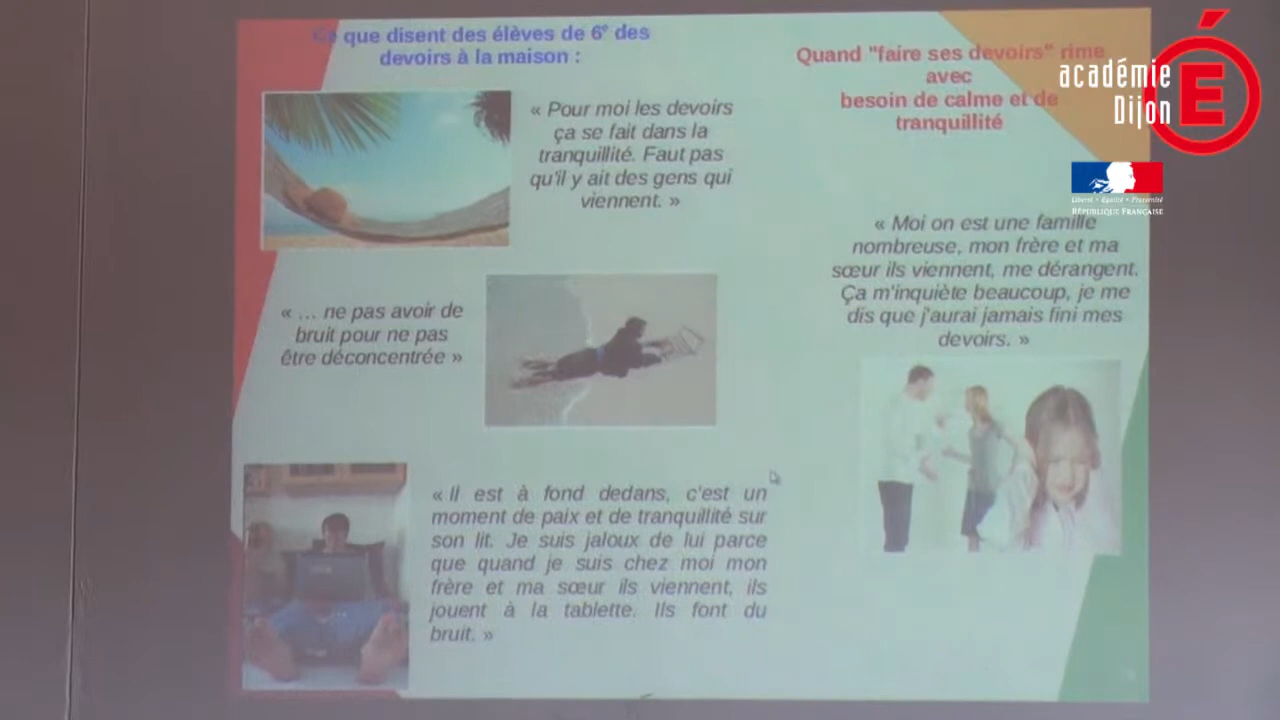 Ce que disent des élèves de 6e des
devoirs à la maison :
« Pour moi les devoirs
ça se fait dans la
tranquillité. Faut pas
qu'il y ait des gens qui
viennent. »
« ... ne pas avoir de
bruit pour ne pas
être déconcentrée »
« Il est à fond dedans, c'est un
moment de paix et de tranquillité sur
son lit. Je suis jaloux de lui parce
que quand je suis chez moi mon
frère et ma sœur ils viennent, ils
jouent à la tablette. Ils font du
bruit. »
Quand "faire ses devoirs" rime
avec
besoin de calme et de
tranquillité
« Moi on est une famille
nombreuse, mon frère et ma
sœur ils viennent, me dérangent.
Ça m'inquiète beaucoup, je me
dis que j'aurai jamais fini mes
devoirs. »
académie
Dijon
É
Liberté • Égalité • Fraternité
RÉPUBLIQUE FRANÇAISE